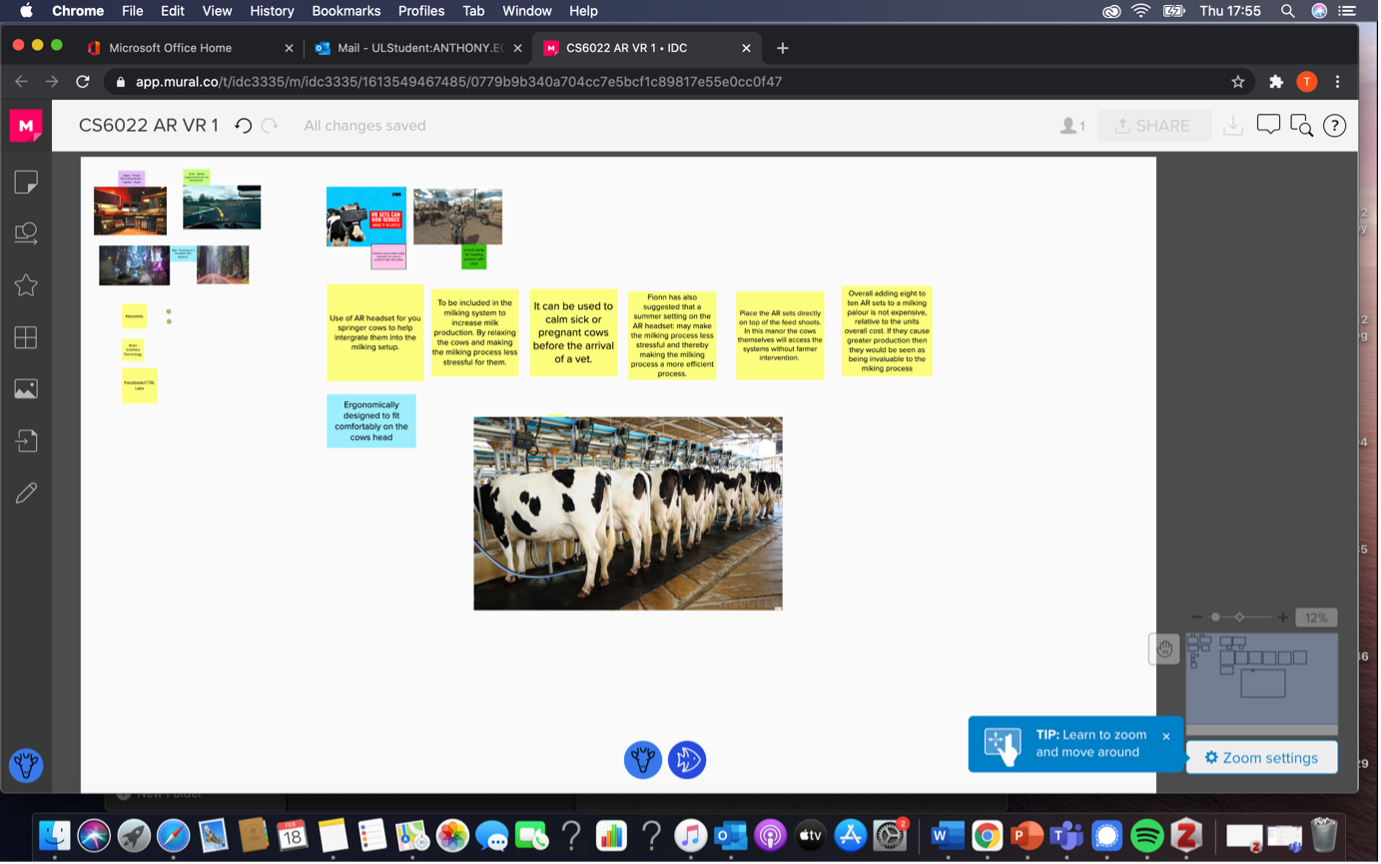 Chrome File Edit View History Bookmarks Profiles Tab Window Help
Thu 17:55
Microsoft Office Home
Mail - ULStudent:ANTHONY.EC
CS6022 AR VR 1 • IDC
app.mural.co/t/idc3335/m/idc3335/1613549467485/0779b9b340a704cc7e5bcf1c89817e55e0cc0f47
T
M
CS6022 AR VR 1
All changes saved
1
SHARE
?
VR SETS CAN
NOW REDUCE
Use of AR headset for you
springer cows to help
intergrate them into the
milking setup.
To be included in the
milking system to
increase milk
production. By relaxing
the cows and making
the milking process less
stressful for them.
It can be used to
calm sick or
pregnant cows
before the arrival
of a vet.
Fionn has also
suggested that a
summer setting on the
AR headset: may make
the milking process less
stressful and thereby
making the milking
process a more efficient
process.
Place the AR sets directly
on top of the feed shoots.
In this manor the cows
themselves will access the
systems without farmer
intervention.
Overall adding eight to
ten AR sets to a milking
palour is not expensive,
relative to the units
overall cost. If they cause
greater production then
they would be seen as
being invaluable to the
miking process
Technology
Facebook/CTRL
Labs
Ergonomically
designed to fit
comfortably on the
cows head
12%
TIP: Learn to zoom
and move around
Zoom settings
New Folder
FEB
18
tv
2